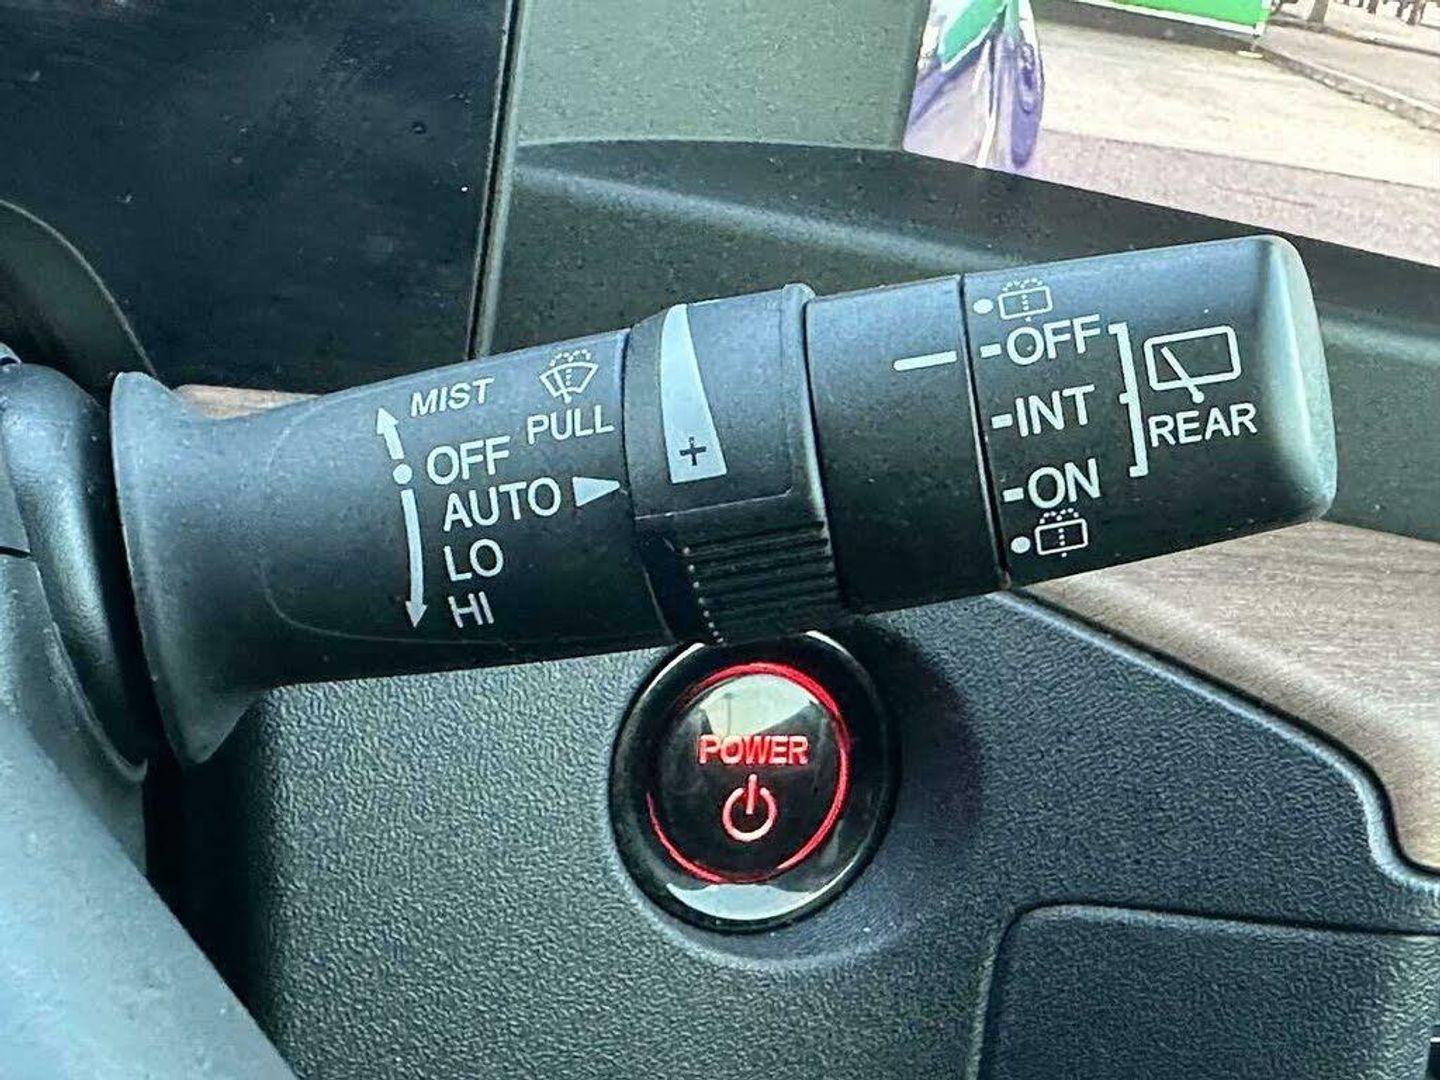 MIST
PULL
OFF
AUTO
LO
HI
+
OFF
INT
ON
REAR
POWER